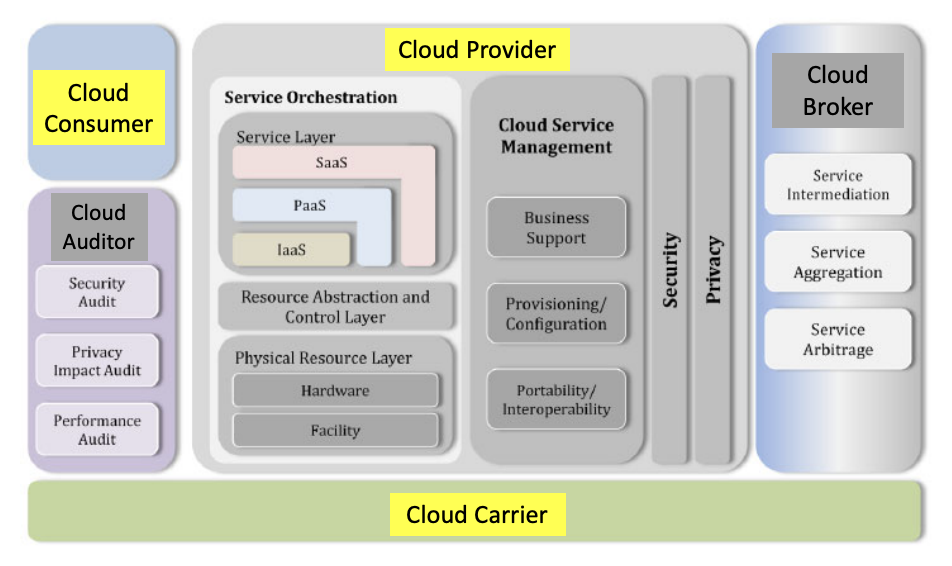 Cloud
Consumer
Cloud
Auditor
Security
Audit
Privacy
Impact Audit
Performance
Audit
Cloud Provider
Service Orchestration
Service Layer
SaaS
PaaS
IaaS
Resource Abstraction and
Control Layer
Physical Resource Layer
Hardware
Facility
Cloud Service
Management
Business
Support
Provisioning/
Configuration
Portability/
Interoperability
Security
Privacy
Cloud
Broker
Service
Intermediation
Service
Aggregation
Service
Arbitrage
Cloud Carrier